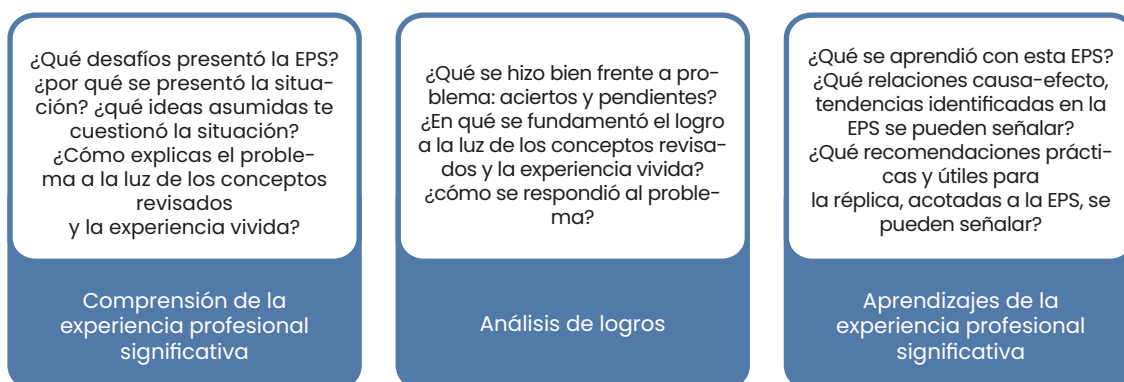 ¿Qué desafíos presentó la EPS?
¿por qué se presentó la situa-
ción? ¿qué ideas asumidas te
cuestionó la situación?
¿Cómo explicas el proble-
ma a la luz de los conceptos
revisados
y la experiencia vivida?
Comprensión de la
experiencia profesional
significativa
¿Qué se hizo bien frente a pro-
blema: aciertos y pendientes?
¿En qué se fundamentó el logro
a la luz de los conceptos revisa-
dos y la experiencia vivida?
¿cómo se respondió al proble-
ma?
Análisis de logros
¿Qué se aprendió con esta EPS?
¿Qué relaciones causa-efecto,
tendencias identificadas en la
EPS se pueden señalar?
¿Qué recomendaciones prácti-
cas y útiles para
la réplica, acotadas a la EPS, se
pueden señalar?
Aprendizajes de la
experiencia profesional
significativa